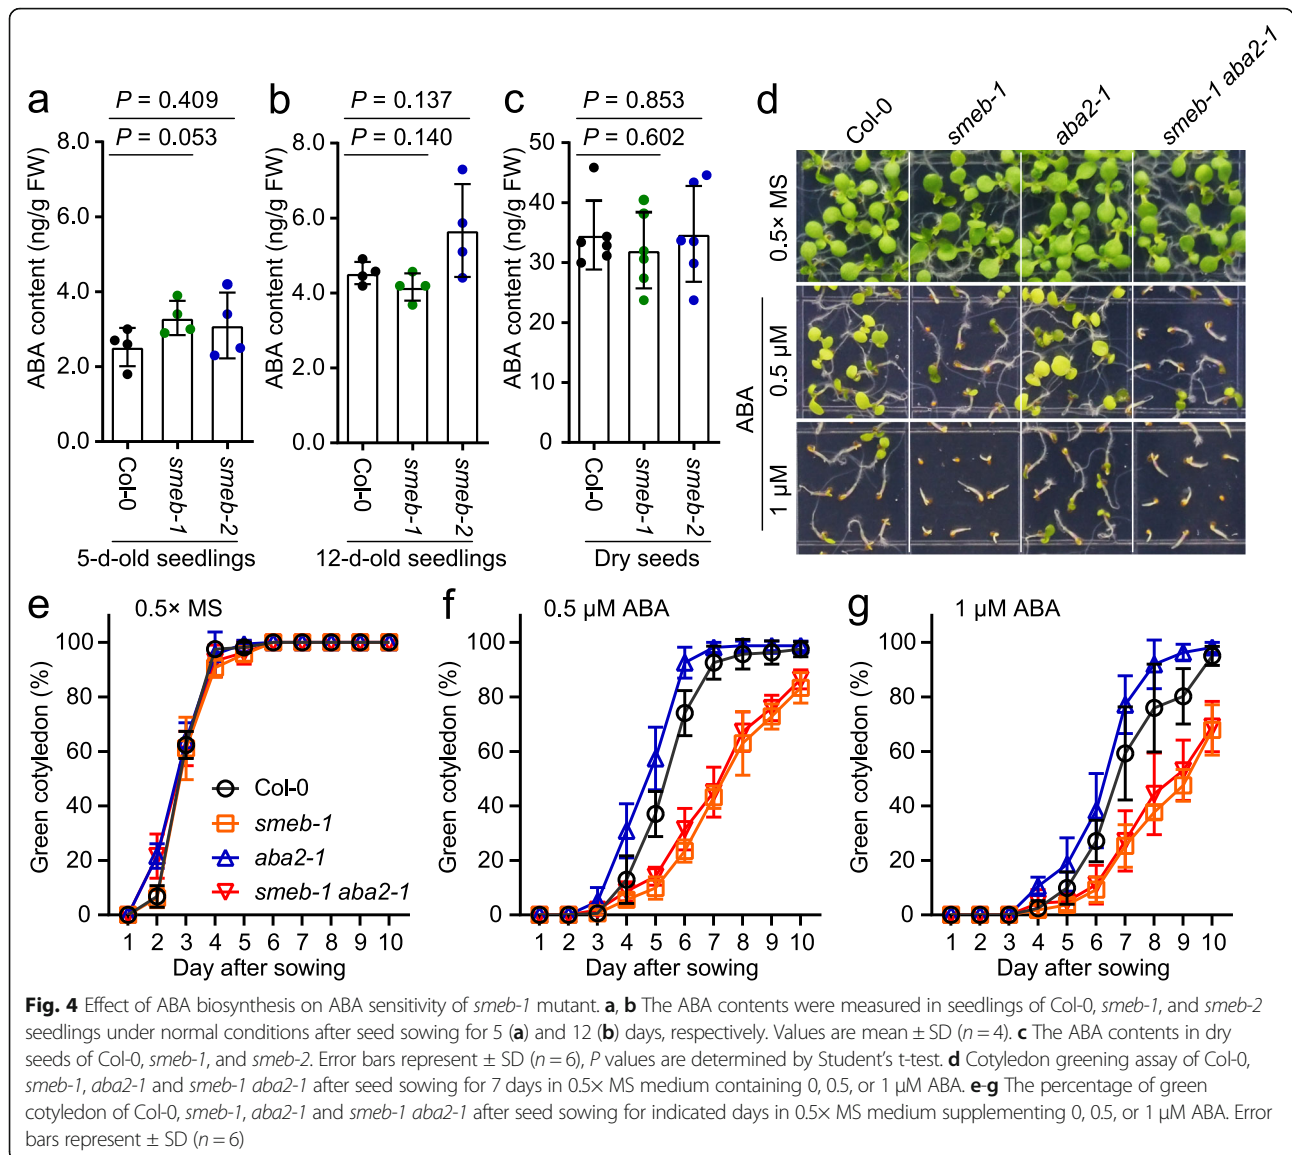 a
P = 0.409
P = 0.053
ABA content (ng/g FW)
8.0
6.0
4.0
2.0
0.0
Col-0
smeb-1
smeb-2
5-d-old seedlings
b
P = 0.137
P = 0.140
ABA content (ng/g FW)
8.0
6.0
4.0
2.0
0.0
Col-0
smeb-1
smeb-2
12-d-old seedlings
c
P = 0.853
P = 0.602
ABA content (ng/g FW)
50
40
30
20
10
0
Col-0
smeb-1
smeb-2
Dry seeds
d
Col-0
smeb-1
aba2-1
smeb-1 aba2-1
0.5× MS
ABA
0.5 µM
1 µM
e
0.5× MS
Green cotyledon (%)
100
80
60
40
20
0
Col-0
smeb-1
aba2-1
smeb-1 aba2-1
1 2 3 4 5 6 7 8 9 10
Day after sowing
f
0.5 µM ABA
Green cotyledon (%)
100
80
60
40
20
0
1 2 3 4 5 6 7 8 9 10
Day after sowing
g
1 µM ABA
Green cotyledon (%)
100
80
60
40
20
0
1 2 3 4 5 6 7 8 9 10
Day after sowing
Fig. 4 Effect of ABA biosynthesis on ABA sensitivity of smeb-1 mutant. a, b The ABA contents were measured in seedlings of Col-0, smeb-1, and smeb-2
seedlings under normal conditions after seed sowing for 5 (a) and 12 (b) days, respectively. Values are mean ± SD (n = 4). c The ABA contents in dry
seeds of Col-0, smeb-1, and smeb-2. Error bars represent ± SD (n = 6), P values are determined by Student's t-test. d Cotyledon greening assay of Col-0,
smeb-1, aba2-1 and smeb-1 aba2-1 after seed sowing for 7 days in 0.5× MS medium containing 0, 0.5, or 1 µM ABA. e-g The percentage of green
cotyledon of Col-0, smeb-1, aba2-1 and smeb-1 aba2-1 after seed sowing for indicated days in 0.5× MS medium supplementing 0, 0.5, or 1 µM ABA. Error
bars represent ± SD (n = 6)